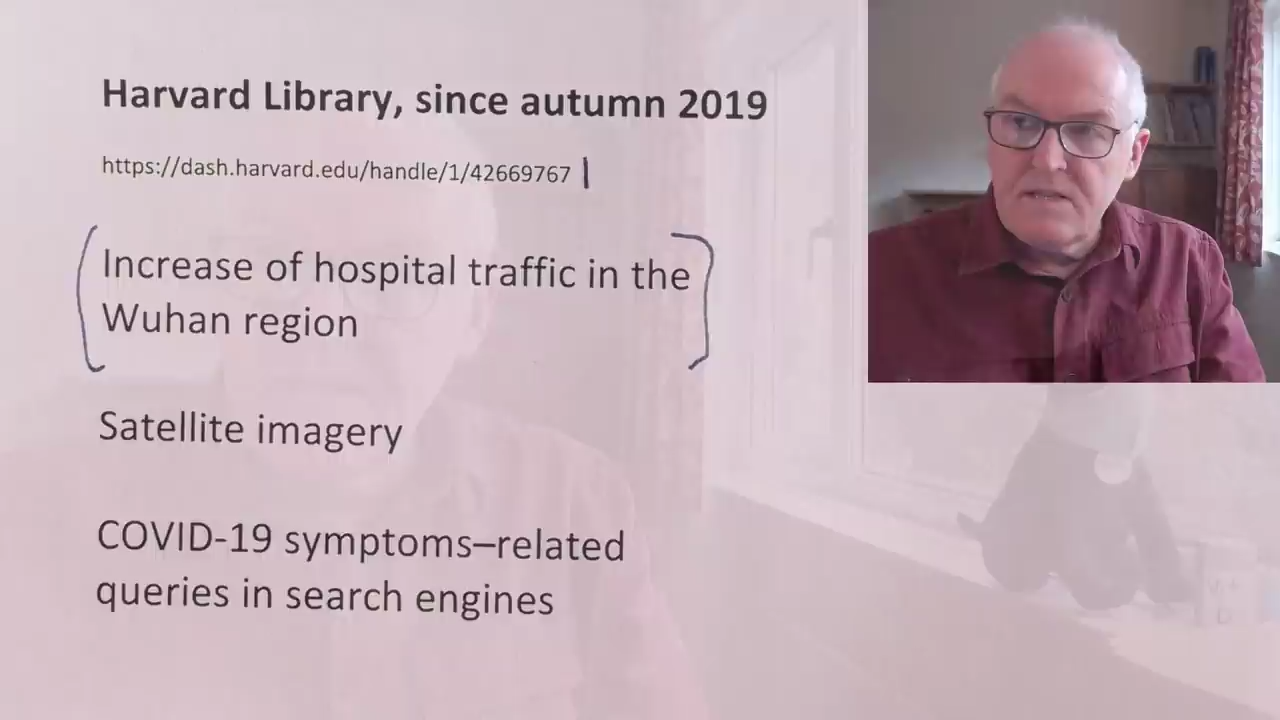 Harvard Library, since autumn 2019
https://dash.harvard.edu/handle/1/42669767
Increase of hospital traffic in the
Wuhan region
Satellite imagery
COVID-19 symptoms–related
queries in search engines